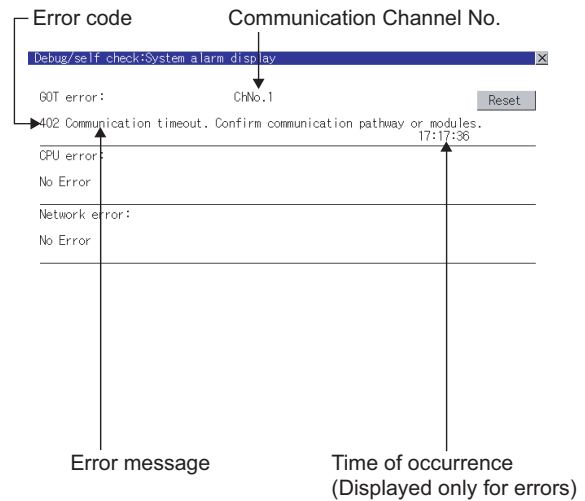 Error code
Communication Channel No.
Debug/self check:System alarm display
GOT error:
ChNo.1
Reset
402 Communication timeout. Confirm communication pathway or modules.
17:17:36
CPU error:
No Error
Network error:
No Error
Error message
Time of occurrence
(Displayed only for errors)